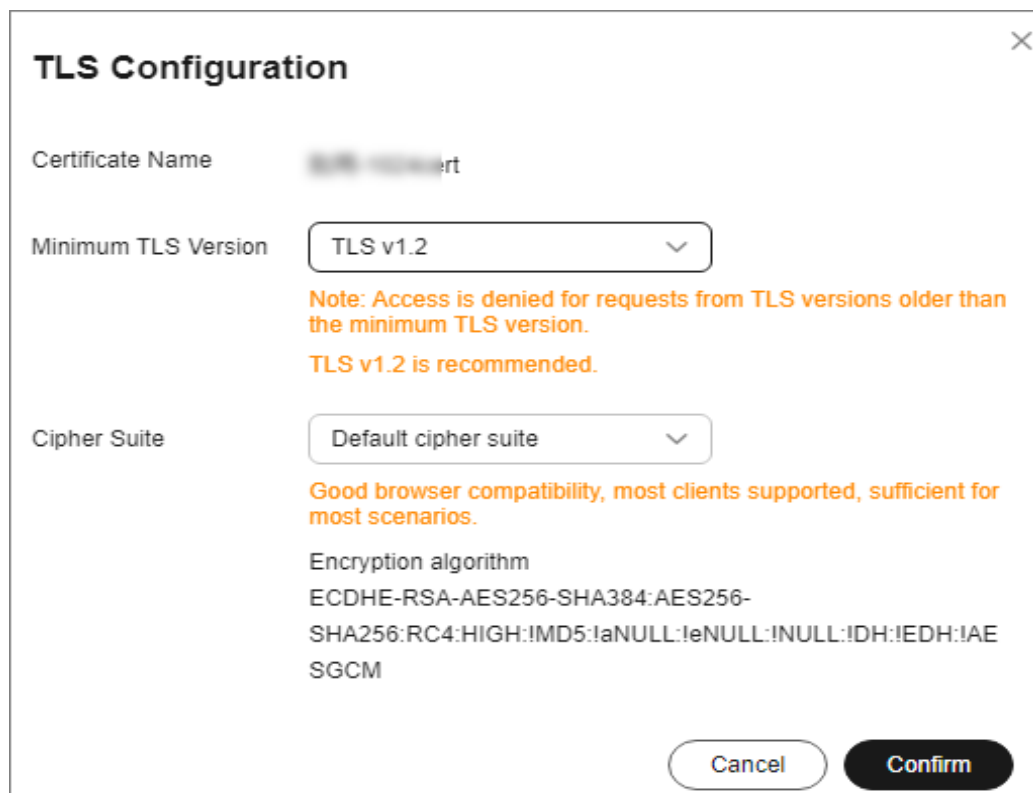 TLS Configuration
Certificate Name
ert
Minimum TLS Version
TLS v1.2
Note: Access is denied for requests from TLS versions older than
the minimum TLS version.
TLS v1.2 is recommended.
Cipher Suite
Default cipher suite
Good browser compatibility, most clients supported, sufficient for
most scenarios.
Encryption algorithm
ECDHE-RSA-AES256-SHA384:AES256-
SHA256:RC4:HIGH:!MD5:!aNULL:!eNULL:!NULL:!DH:!EDH:!AE
SGCM
Cancel
Confirm